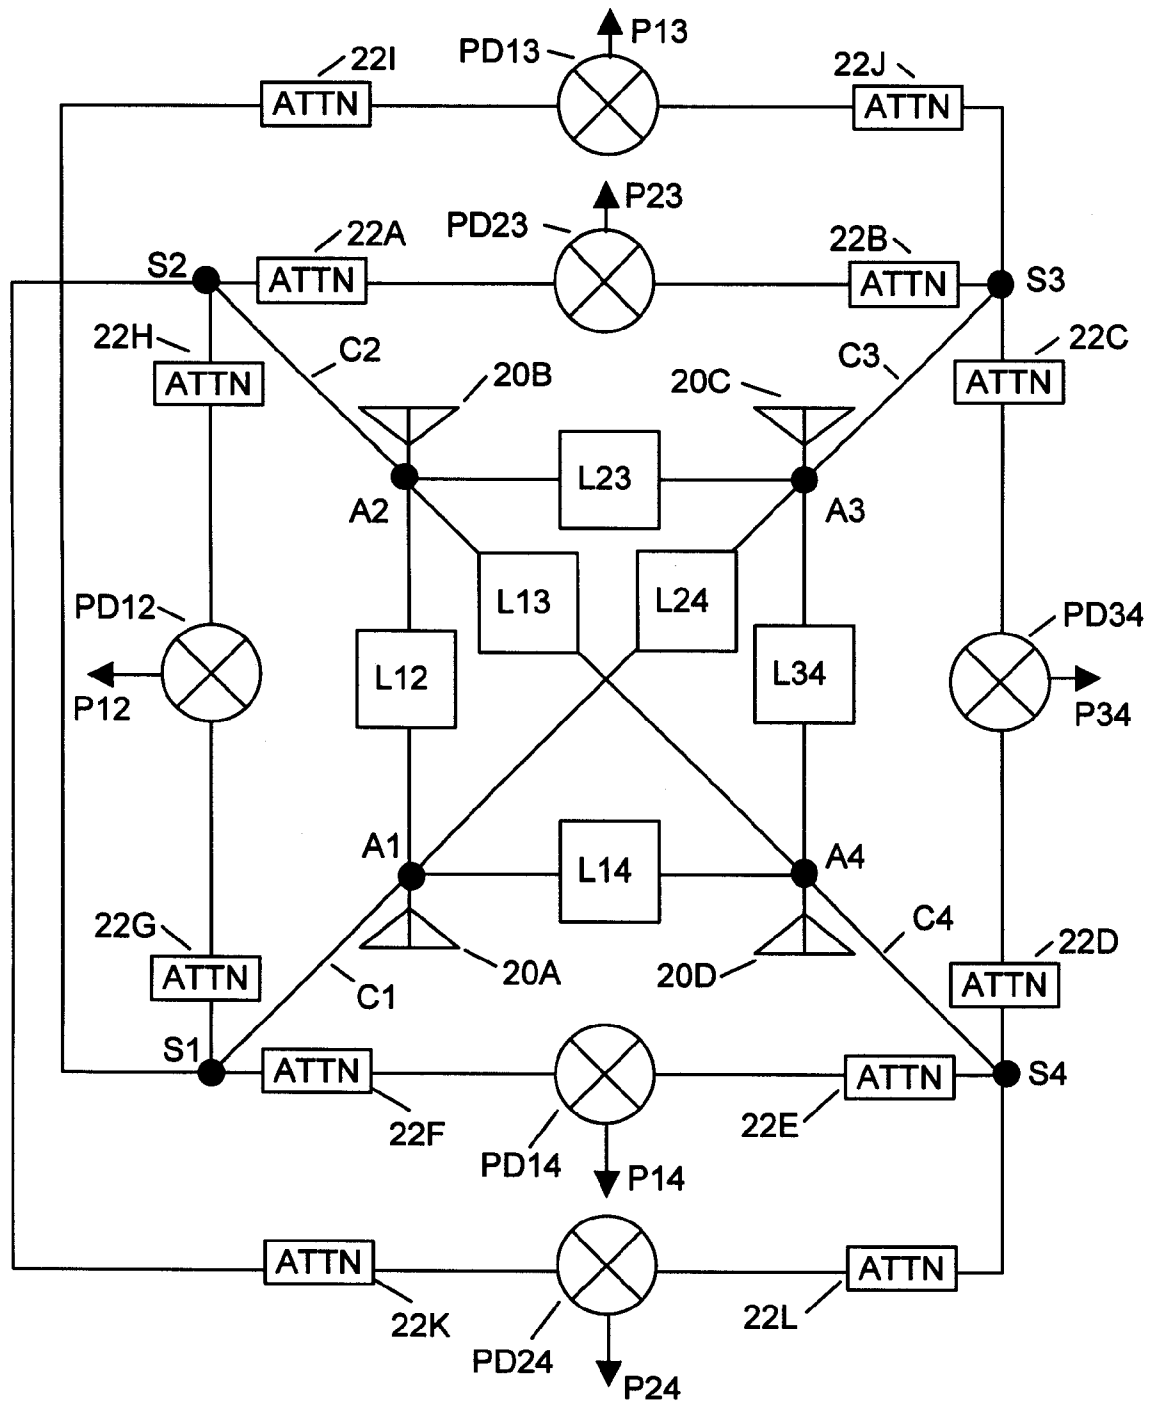 P13
PD13
22I
22J
ATTN
ATTN
P23
PD23
22A
22B
S2
ATTN
ATTN
S3
22H
C2
C3
22C
ATTN
20B
20C
ATTN
L23
A2
A3
L13
L24
PD12
PD34
L12
L34
P12
P34
A1
A4
L14
22G
C4
22D
ATTN
20A
20D
ATTN
C1
S1
ATTN
ATTN
S4
22F
22E
PD14
P14
ATTN
ATTN
22K
22L
PD24
P24